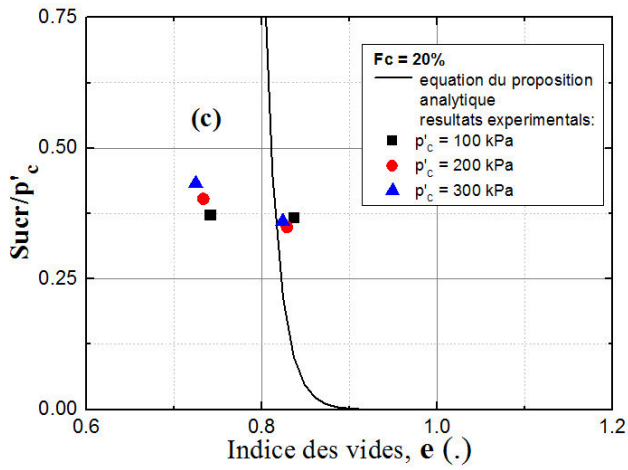 0.75
0.50
0.25
0.00
Sucr/p'c
(c)
Fc = 20%
equation du proposition
analytique
resultats experimentals:
p'C = 100 kPa
p'C = 200 kPa
p'C = 300 kPa
0.6
0.8
1.0
1.2
Indice des vides, e (.)